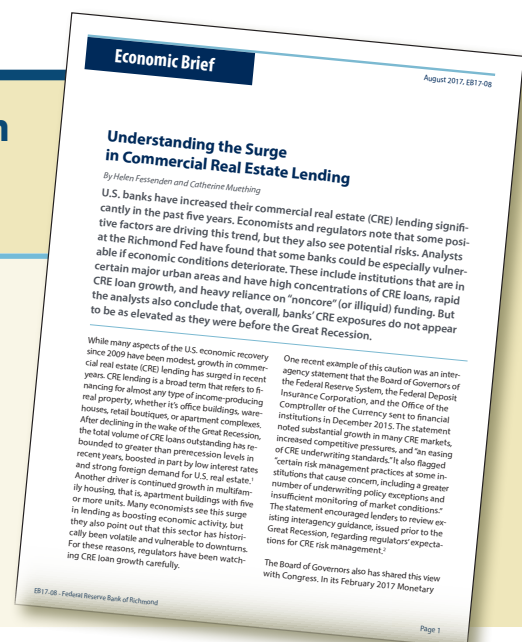 n
Economic Brief
August 2017, EB17-08
Understanding the Surge
in Commercial Real Estate Lending
By Helen Fessenden and Catherine Muething
U.S. banks have increased their commercial real estate (CRE) lending signifi-
cantly in the past five years. Economists and regulators note that some posi-
tive factors are driving this trend, but they also see potential risks. Analysts
at the Richmond Fed have found that some banks could be especially vulner-
able if economic conditions deteriorate. These include institutions that are in
certain major urban areas and have high concentrations of CRE loans, rapid
CRE loan growth, and heavy reliance on "noncore" (or illiquid) funding. But
the analysts also conclude that, overall, banks' CRE exposures do not appear
to be as elevated as they were before the Great Recession.
While many aspects of the U.S. economic recovery
since 2009 have been modest, growth in commer-
cial real estate (CRE) lending has surged in recent
years. CRE lending is a broad term that refers to fi-
nancing for almost any type of income-producing
real property, whether it's office buildings, ware-
houses, retail boutiques, or apartment complexes.
After declining in the wake of the Great Recession,
the total volume of CRE loans outstanding has re-
bounded to greater than prerecession levels in
recent years, boosted in part by low interest rates
and strong foreign demand for U.S. real estate.¹
Another driver is continued growth in multifam-
ily housing, that is, apartment buildings with five
or more units. Many economists see this surge
in lending as boosting economic activity, but
they also point out that this sector has histori-
cally been volatile and vulnerable to downturns.
For these reasons, regulators have been watch-
ing CRE loan growth carefully.
One recent example of this caution was an inter-
agency statement that the Board of Governors of
the Federal Reserve System, the Federal Deposit
Insurance Corporation, and the Office of the
Comptroller of the Currency sent to financial
institutions in December 2015. The statement
noted substantial growth in many CRE markets,
increased competitive pressures, and "an easing
of CRE underwriting standards." It also flagged
"certain risk management practices at some in-
stitutions that cause concern, including a greater
number of underwriting policy exceptions and
insufficient monitoring of market conditions."
The statement encouraged lenders to review ex-
isting interagency guidance, issued prior to the
Great Recession, regarding regulators' expecta-
tions for CRE risk management.²
The Board of Governors also has shared this view
with Congress. In its February 2017 Monetary
EB17-08 - Federal Reserve Bank of Richmond
Page 1